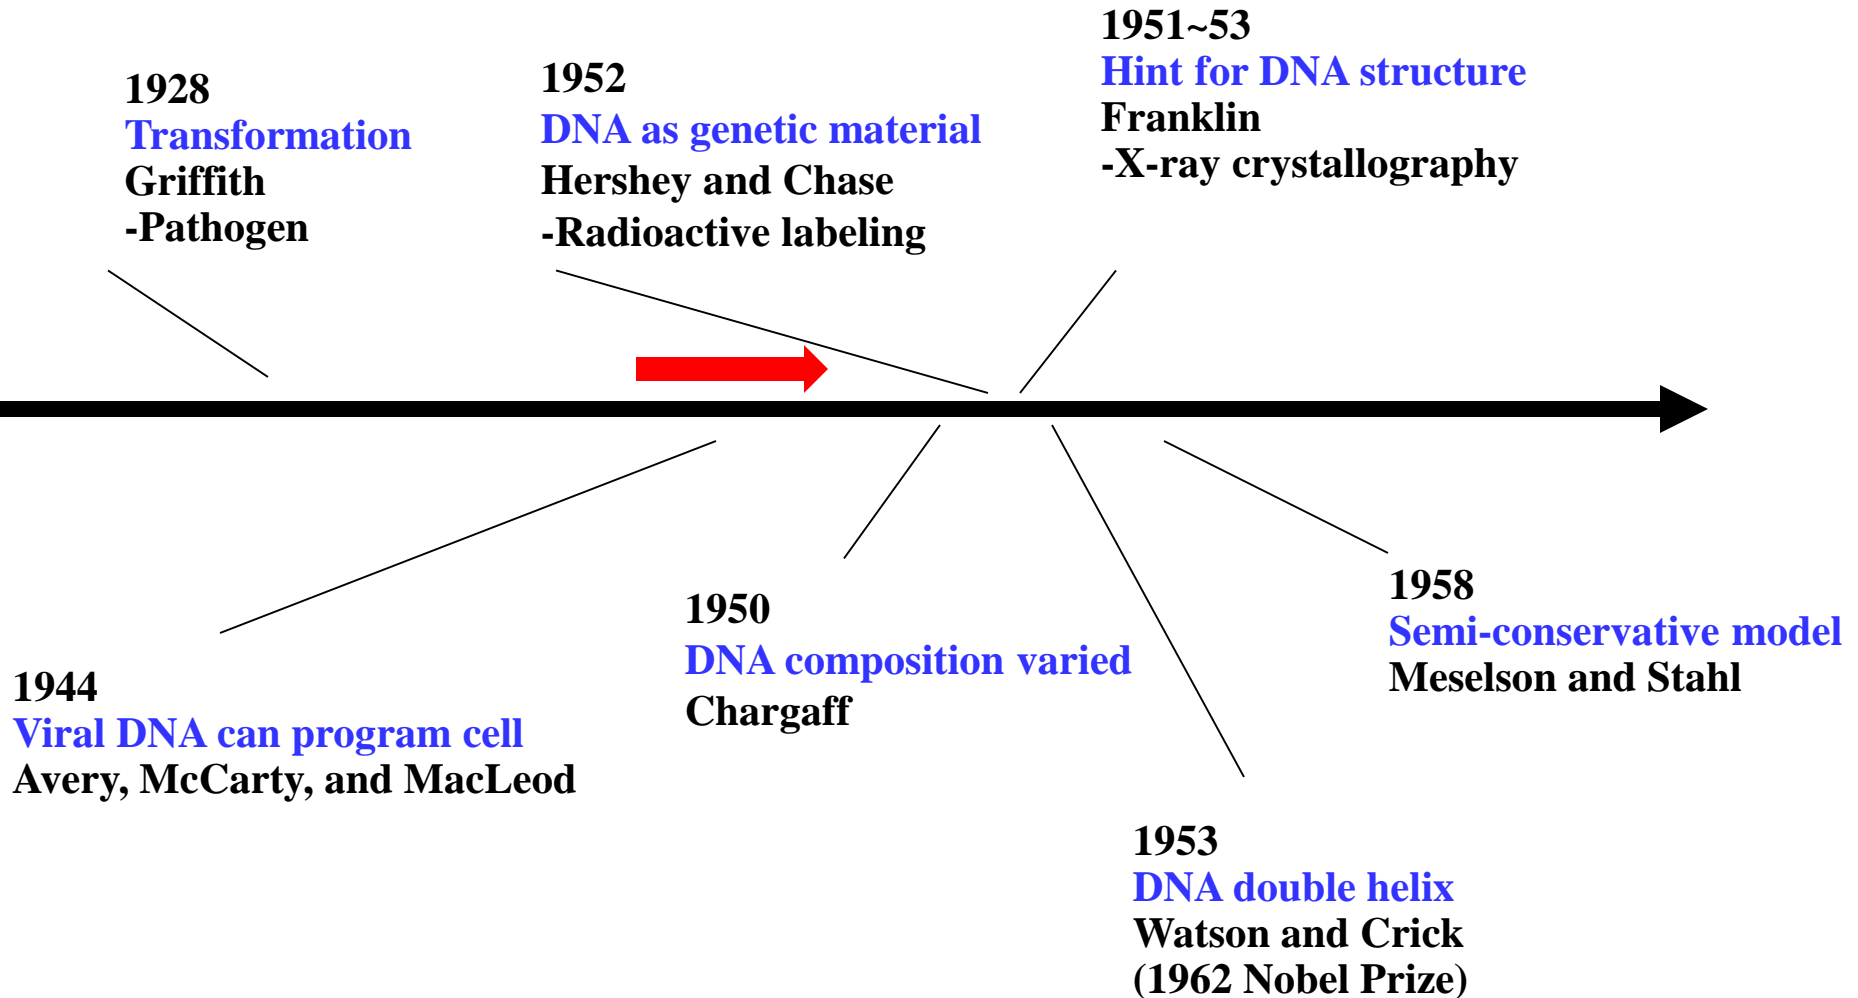 1928
Transformation
Griffith
-Pathogen
1952
DNA as genetic material
Hershey and Chase
-Radioactive labeling
1951~53
Hint for DNA structure
Franklin
-X-ray crystallography
1944
Viral DNA can program cell
Avery, McCarty, and MacLeod
1950
DNA composition varied
Chargaff
1953
DNA double helix
Watson and Crick
(1962 Nobel Prize)
1958
Semi-conservative model
Meselson and Stahl